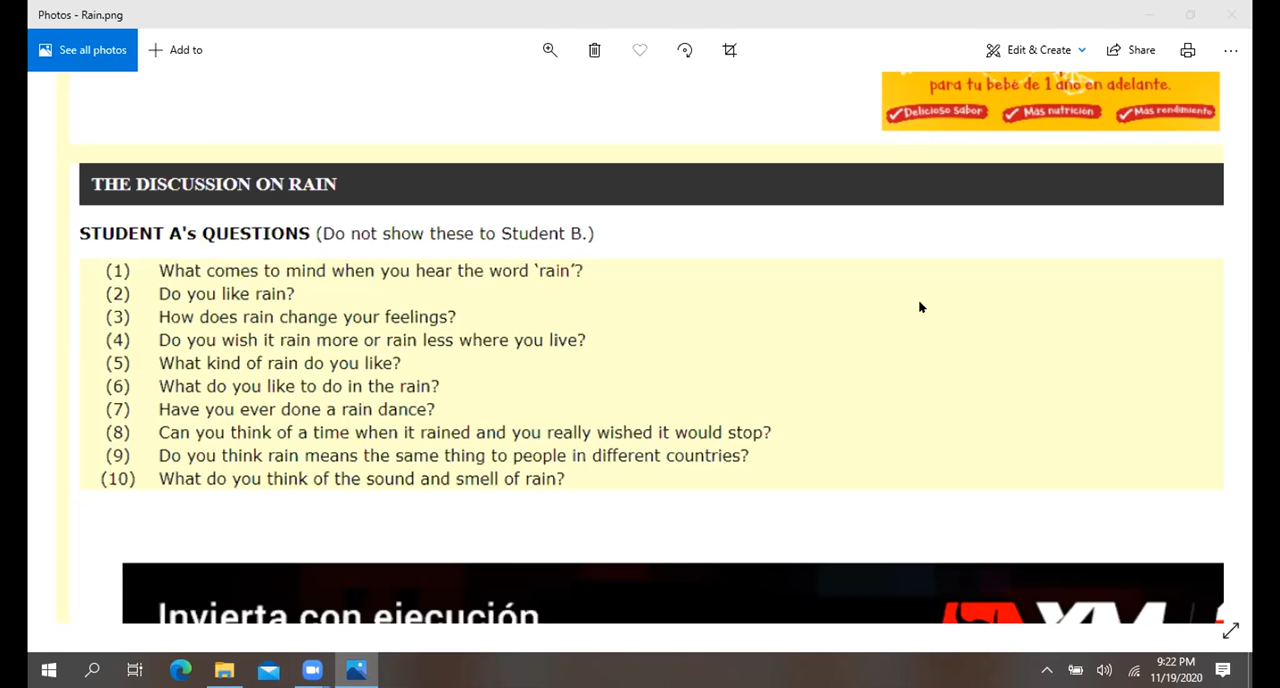 Photos - Rain.png
See all photos
Add to
Edit & Create
Share
para tu bebé de 1 año en adelante.
Delicioso sabor
Más nutrición
Más rendimiento
THE DISCUSSION ON RAIN
STUDENT A's QUESTIONS (Do not show these to Student B.)
(1) What comes to mind when you hear the word ‘rain’?
(2) Do you like rain?
(3) How does rain change your feelings?
(4) Do you wish it rain more or rain less where you live?
(5) What kind of rain do you like?
(6) What do you like to do in the rain?
(7) Have you ever done a rain dance?
(8) Can you think of a time when it rained and you really wished it would stop?
(9) Do you think rain means the same thing to people in different countries?
(10) What do you think of the sound and smell of rain?
Invierta con ejecución
XM
9:22 PM
11/19/2020